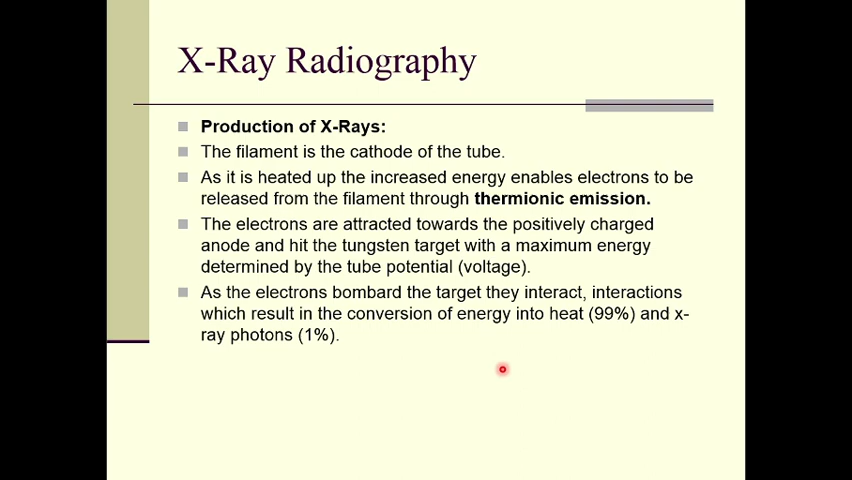 X-Ray Radiography
Production of X-Rays:
The filament is the cathode of the tube.
As it is heated up the increased energy enables electrons to be
released from the filament through thermionic emission.
The electrons are attracted towards the positively charged
anode and hit the tungsten target with a maximum energy
determined by the tube potential (voltage).
As the electrons bombard the target they interact, interactions
which result in the conversion of energy into heat (99%) and x-
ray photons (1%).